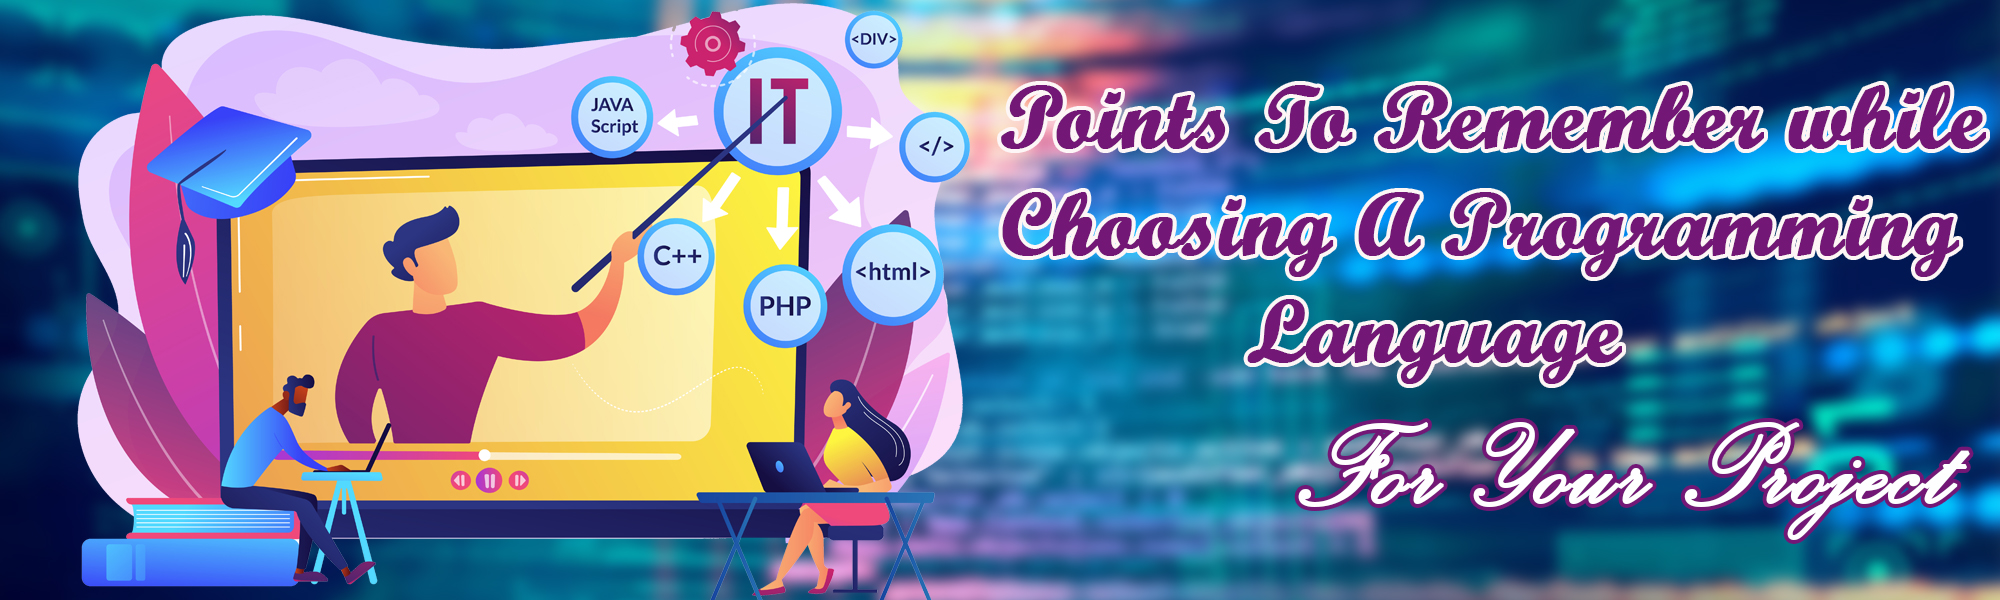 <DIV>
IT
JAVA
Script
</>
C++
<html>
PHP
Points To Remember while
Choosing A Programming
Language
For Your Project